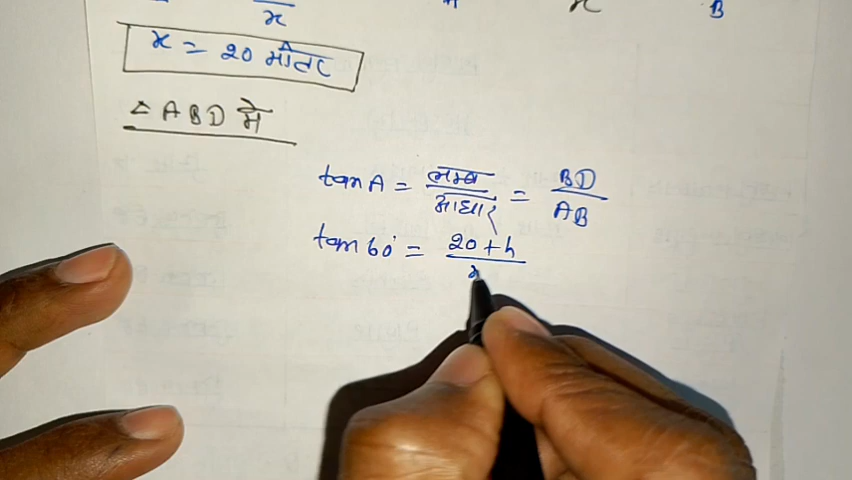 x
x
B
x = 20 मीटर
△ ABD में
tan A = लम्ब / आधार = BD / AB
tan 60° = 20 + h / x